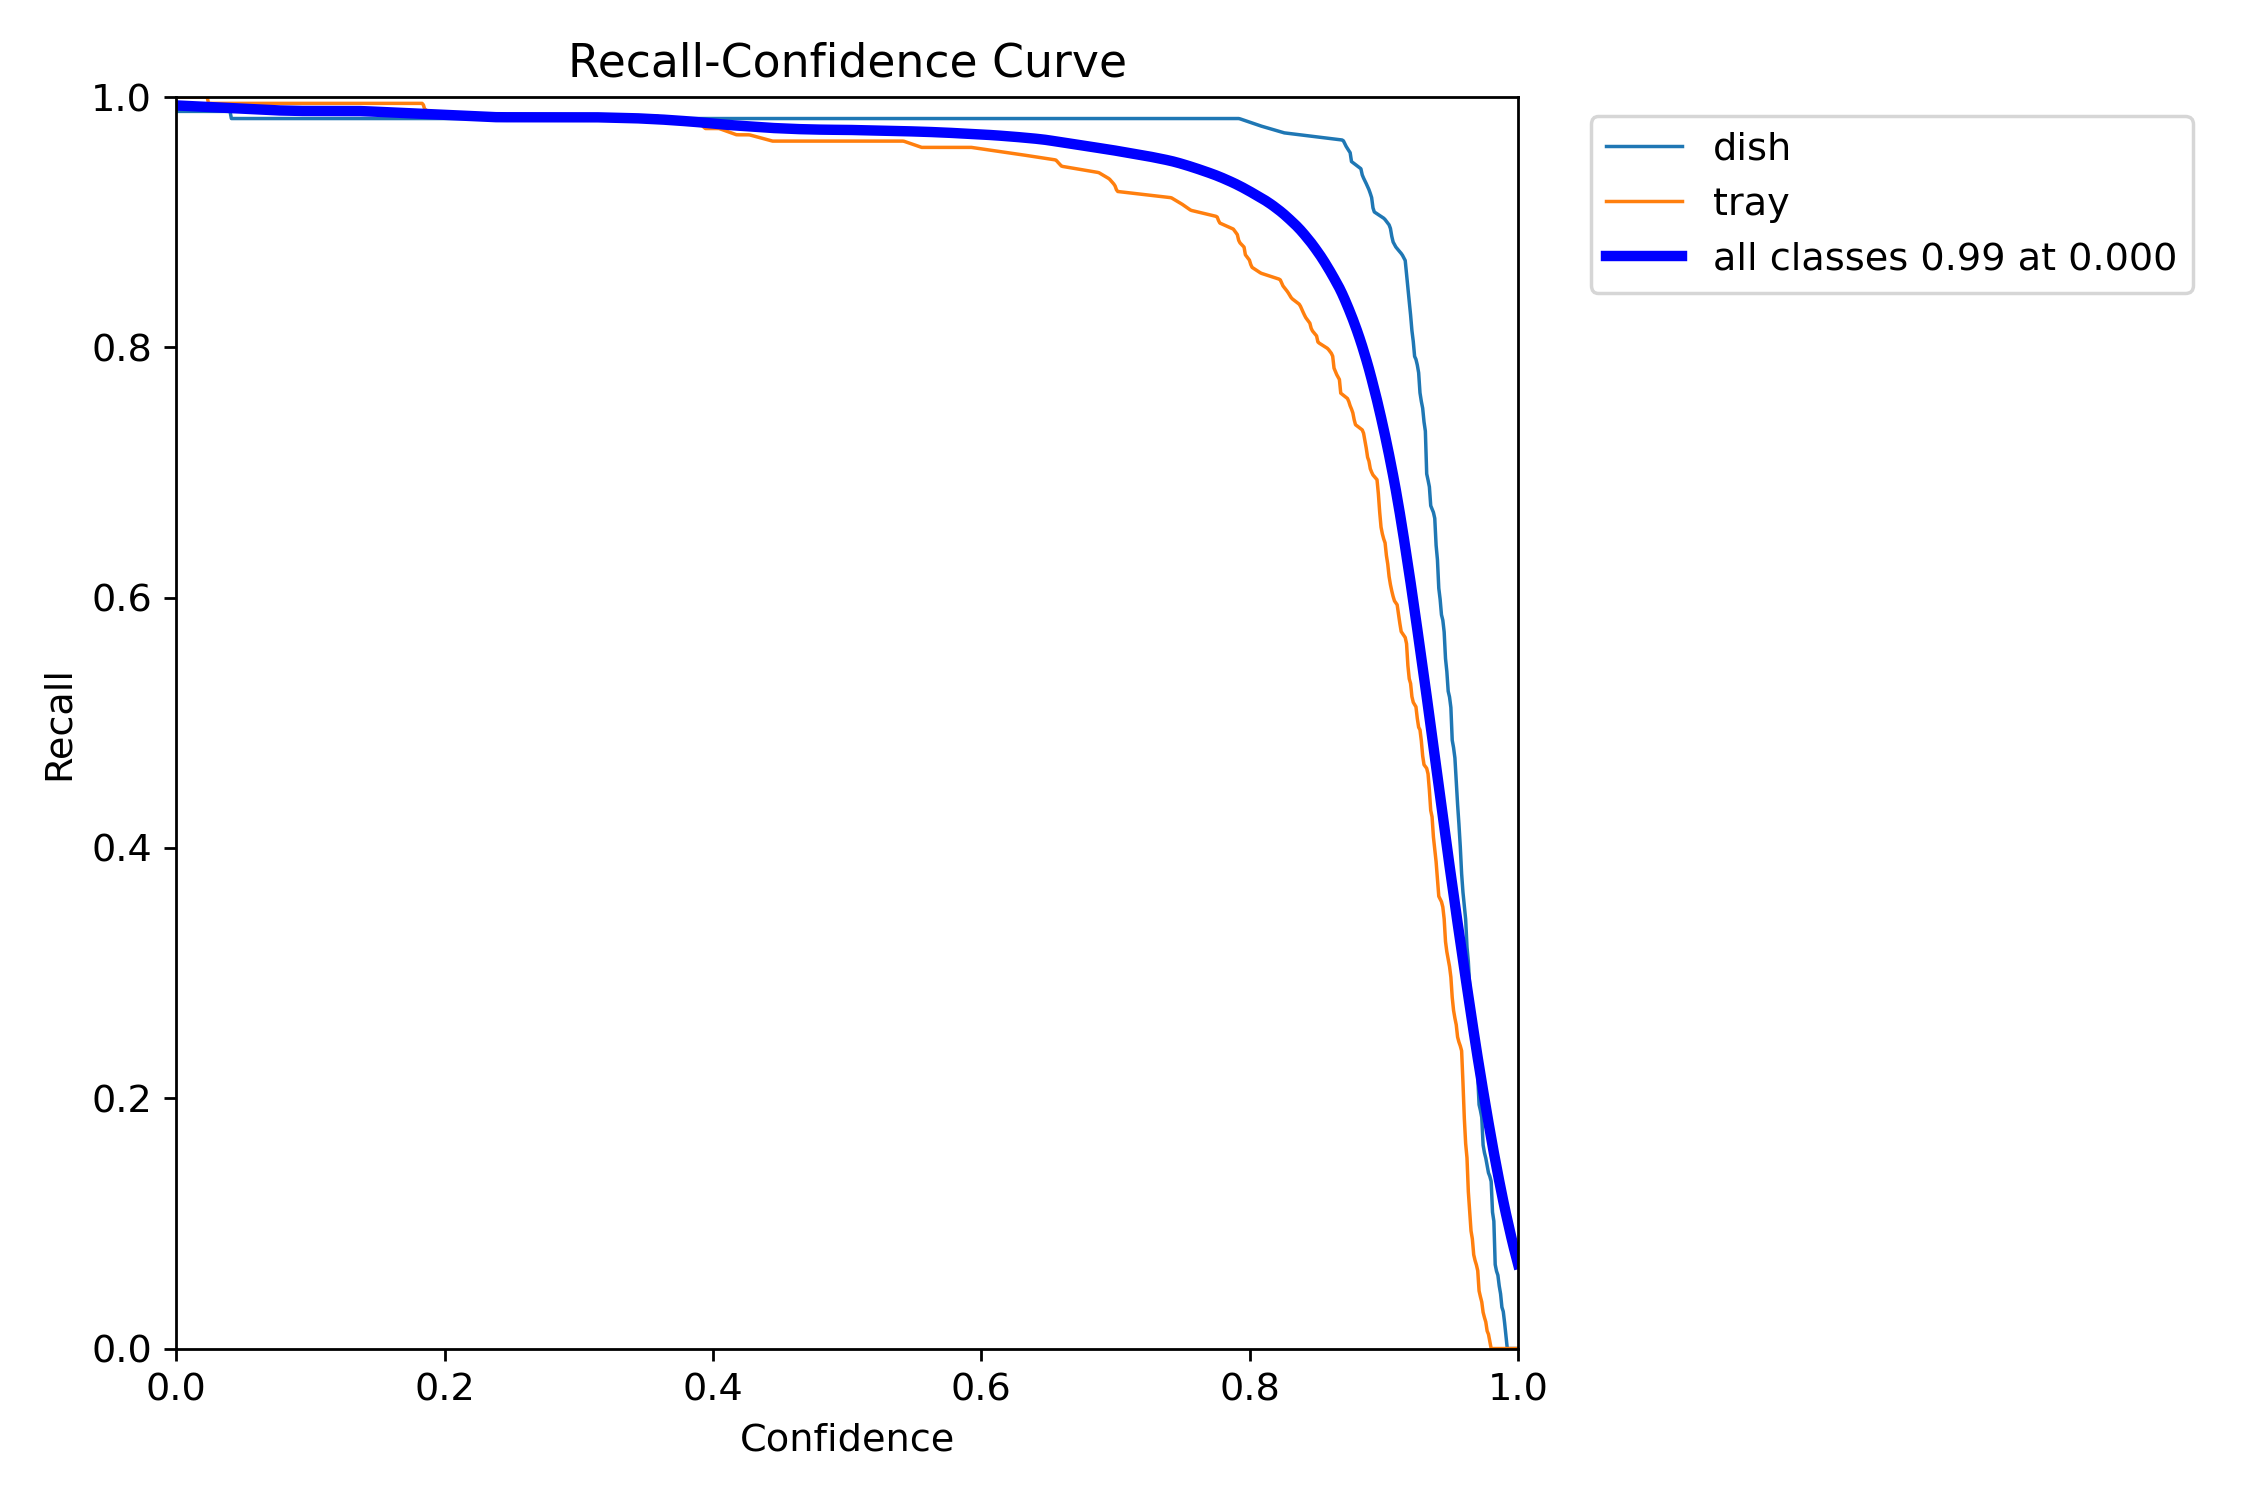 Recall-Confidence Curve
1.0
0.8
0.6
0.4
0.2
0.0
Recall
0.0 0.2 0.4 0.6 0.8 1.0
Confidence
dish
tray
all classes 0.99 at 0.000